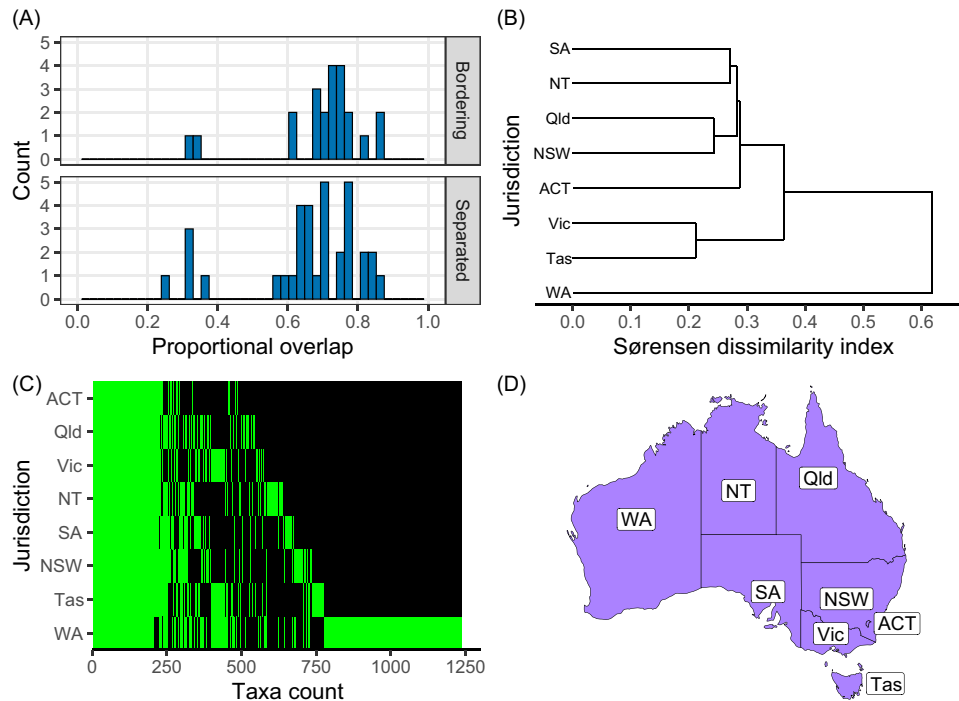 (A)
Count
5
4
3
2
1
0
Bordering
5
4
3
2
1
0
Separated
0.0 0.2 0.4 0.6 0.8 1.0
Proportional overlap
(B)
Jurisdiction
SA
NT
Qld
NSW
ACT
Vic
Tas
WA
0.0 0.1 0.2 0.3 0.4 0.5 0.6
Sørensen dissimilarity index
(C)
Jurisdiction
ACT
Qld
Vic
NT
SA
NSW
Tas
WA
0 250 500 750 1000 1250
Taxa count
(D)
Qld
NT
WA
SA
NSW
ACT
Vic
Tas